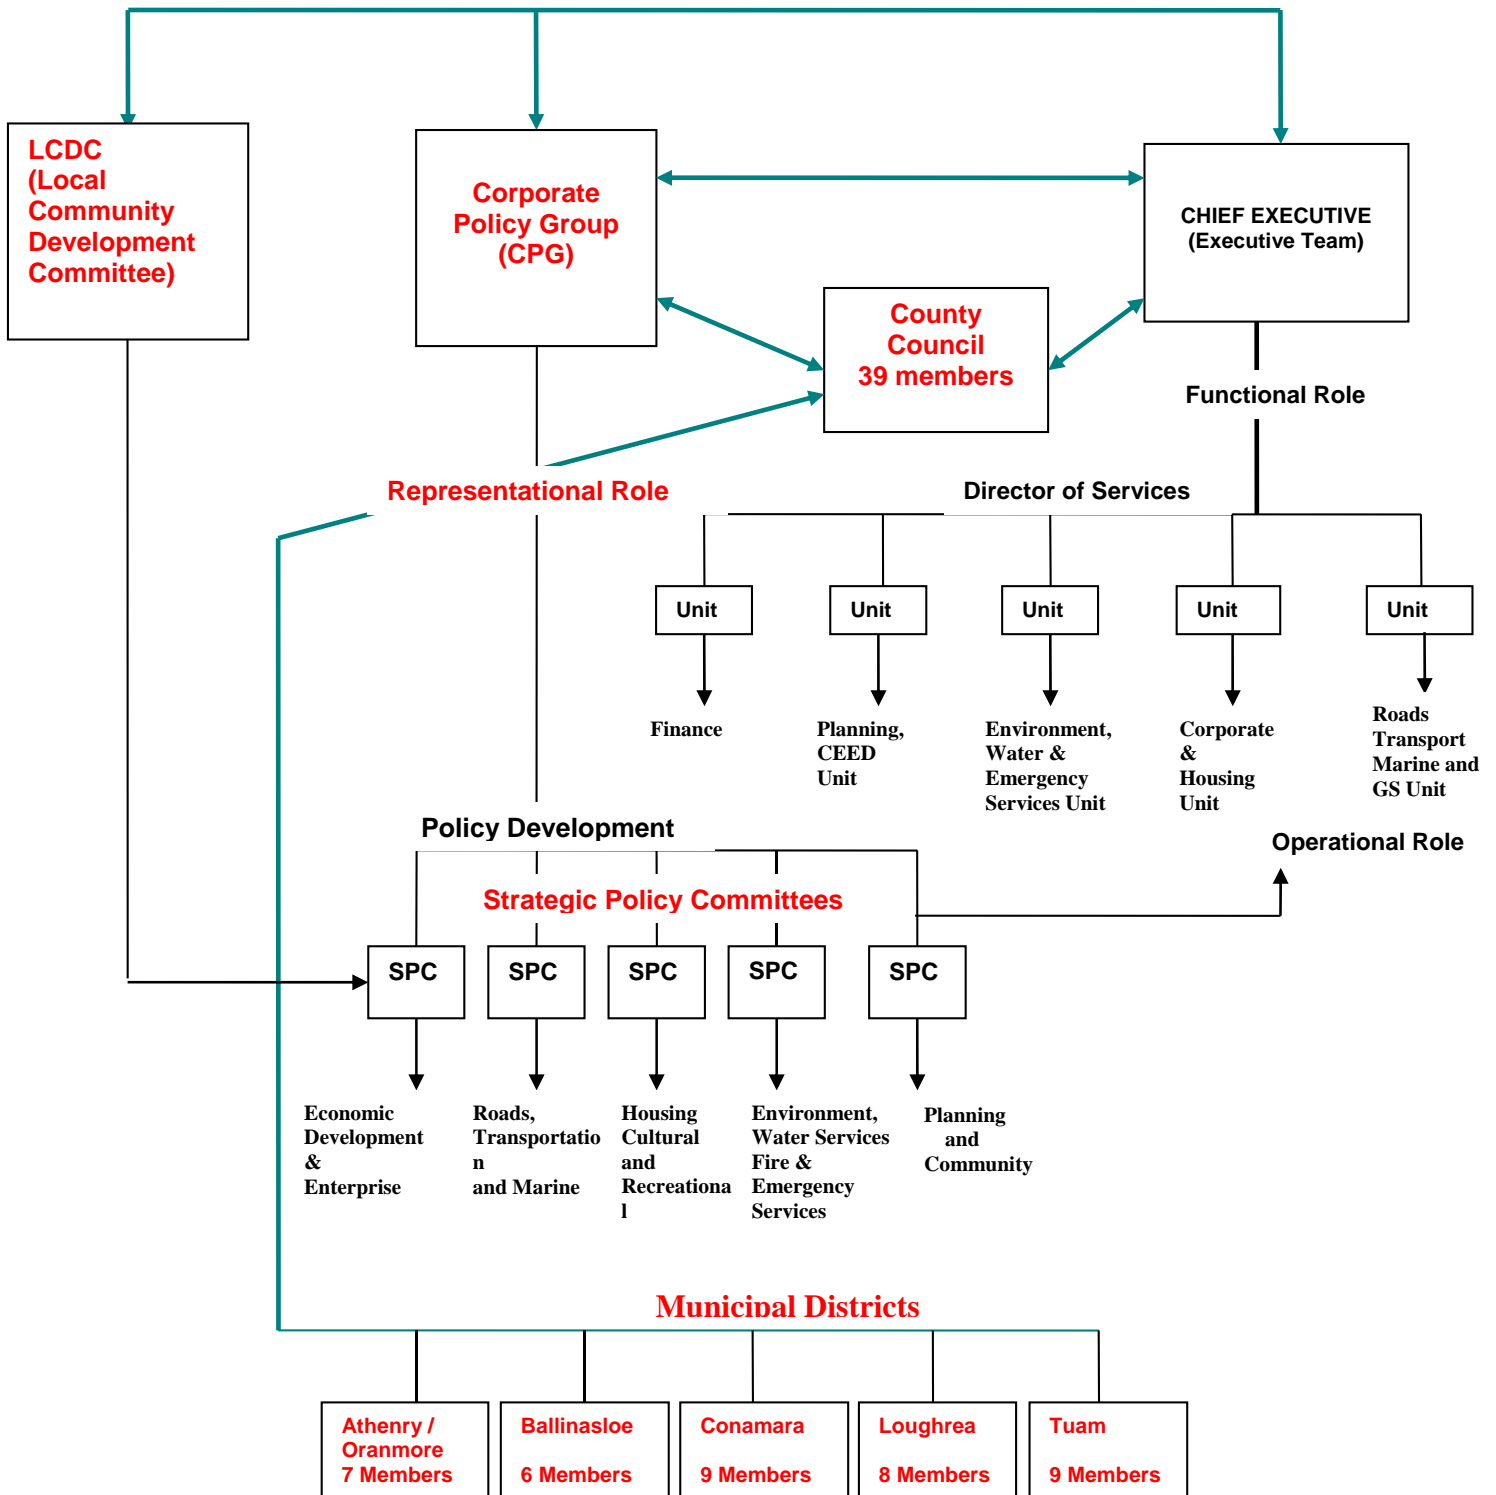 LCDC
(Local
Community
Development
Committee)
Corporate
Policy Group
(CPG)
CHIEF EXECUTIVE
(Executive Team)
County
Council
39 members
Functional Role
Representational Role
Director of Services
Unit
Unit
Unit
Unit
Unit
Finance
Planning,
CEED
Unit
Environment,
Water &
Emergency
Services Unit
Corporate
&
Housing
Unit
Roads
Transport
Marine and
GS Unit
Policy Development
Operational Role
Strategic Policy Committees
SPC
SPC
SPC
SPC
SPC
Economic
Development
&
Enterprise
Roads,
Transportatio
n
and Marine
Housing
Cultural
and
Recreationa
l
Environment,
Water Services
Fire &
Emergency
Services
Planning
and
Community
Municipal Districts
Athenry /
Oranmore
7 Members
Ballinasloe
6 Members
Conamara
9 Members
Loughrea
8 Members
Tuam
9 Members